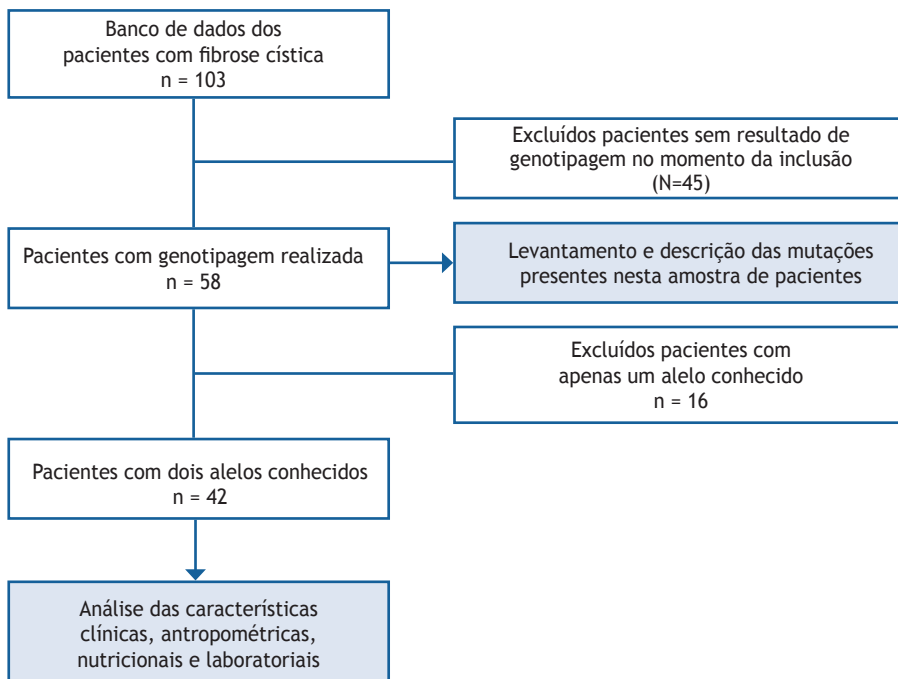 Banco de dados dos
pacientes com fibrose cística
n = 103
Excluídos pacientes sem resultado de
genotipagem no momento da inclusão
(N=45)
Pacientes com genotipagem realizada
n = 58
Levantamento e descrição das mutações
presentes nesta amostra de pacientes
Excluídos pacientes com
apenas um alelo conhecido
n = 16
Pacientes com dois alelos conhecidos
n = 42
Análise das características
clínicas, antropométricas,
nutricionais e laboratoriais